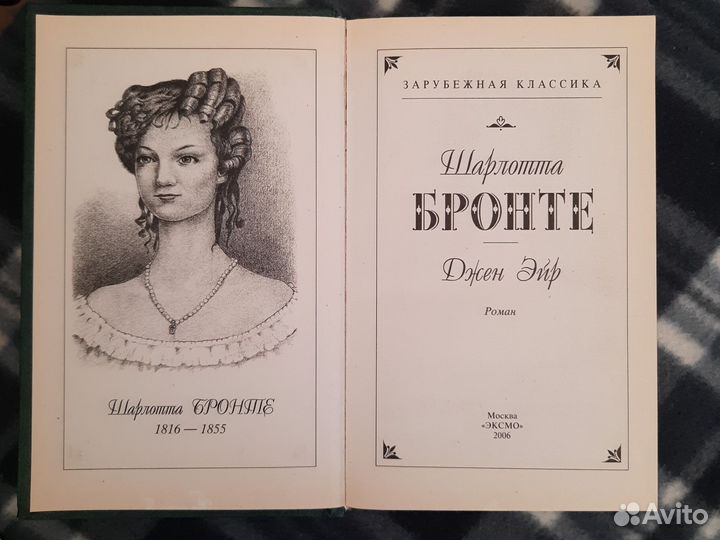 Шарлотта БРОНТЕ
1816 — 1855
ЗАРУБЕЖНАЯ КЛАССИКА
Шарлотта
БРОНТЕ
Джен Эйр
Роман
Москва
«ЭКСМО»
2006
Avito